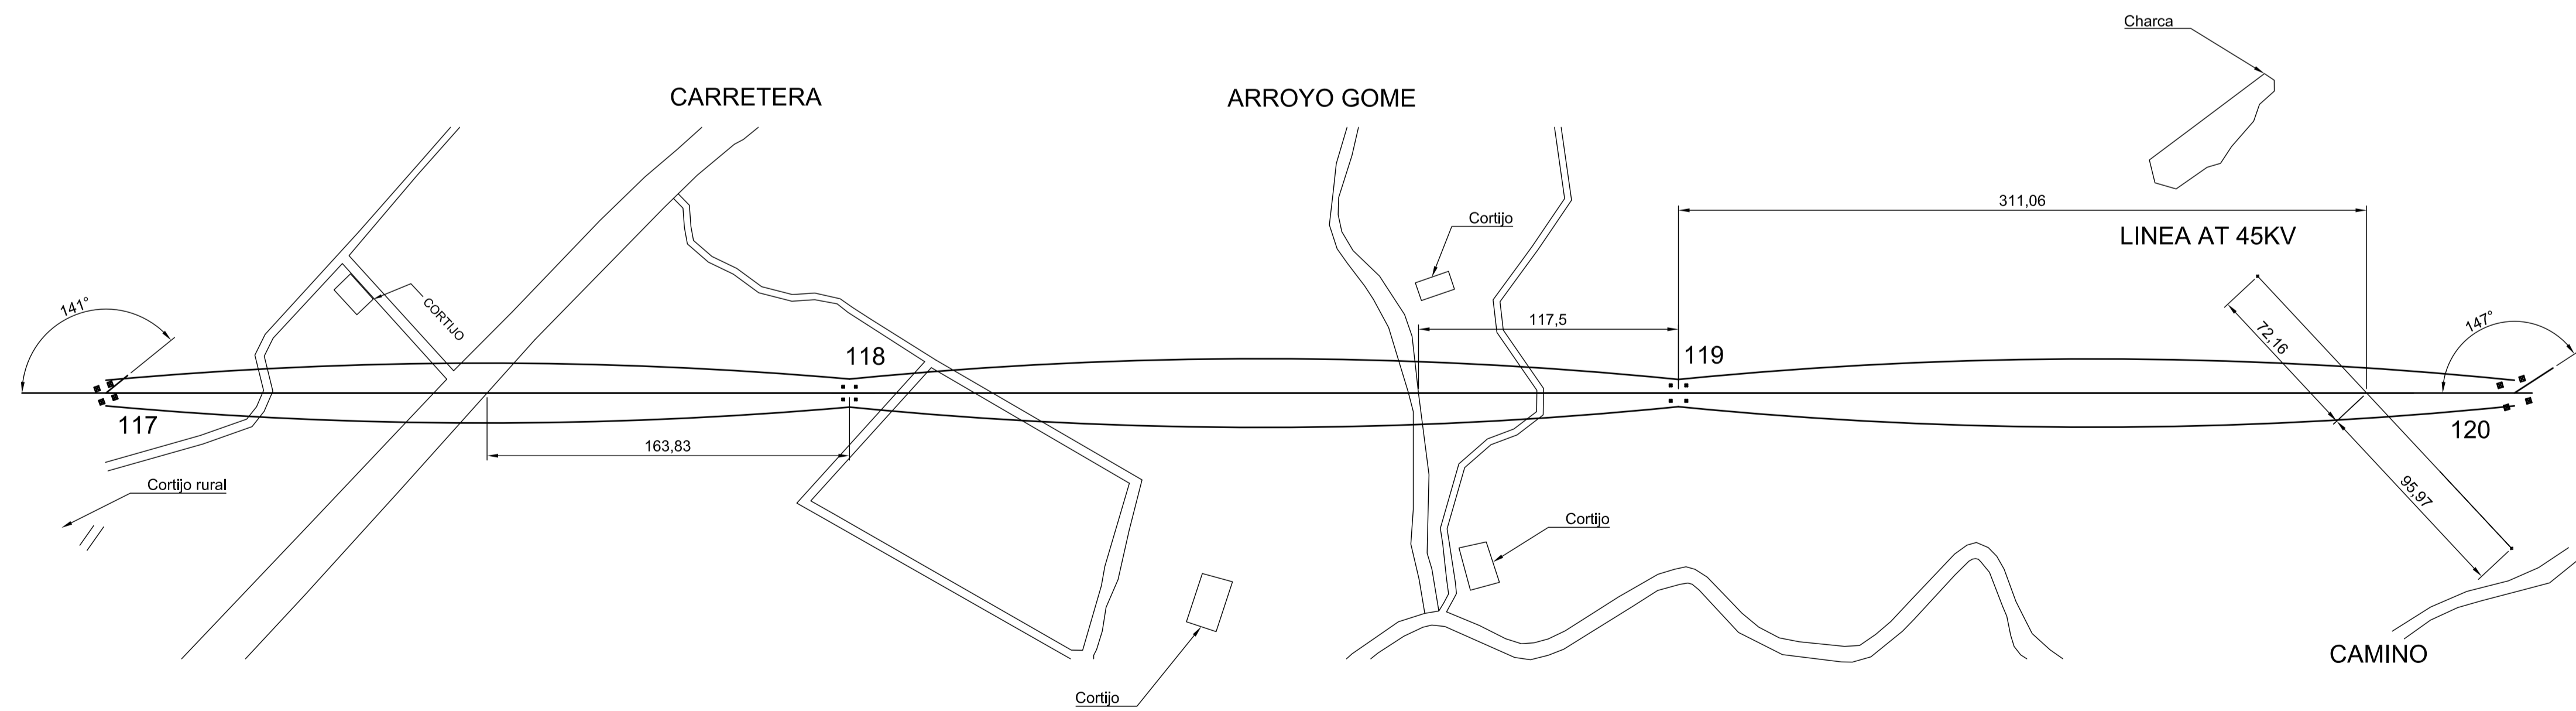 Charca
CARRETERA
ARROYO GOME
311,06
Cortijo
LINEA AT 45KV
141°
CORTIJO
117,5
147°
72,16
118
119
117
120
163,83
Cortijo rural
95,97
Cortijo
CAMINO
Cortijo